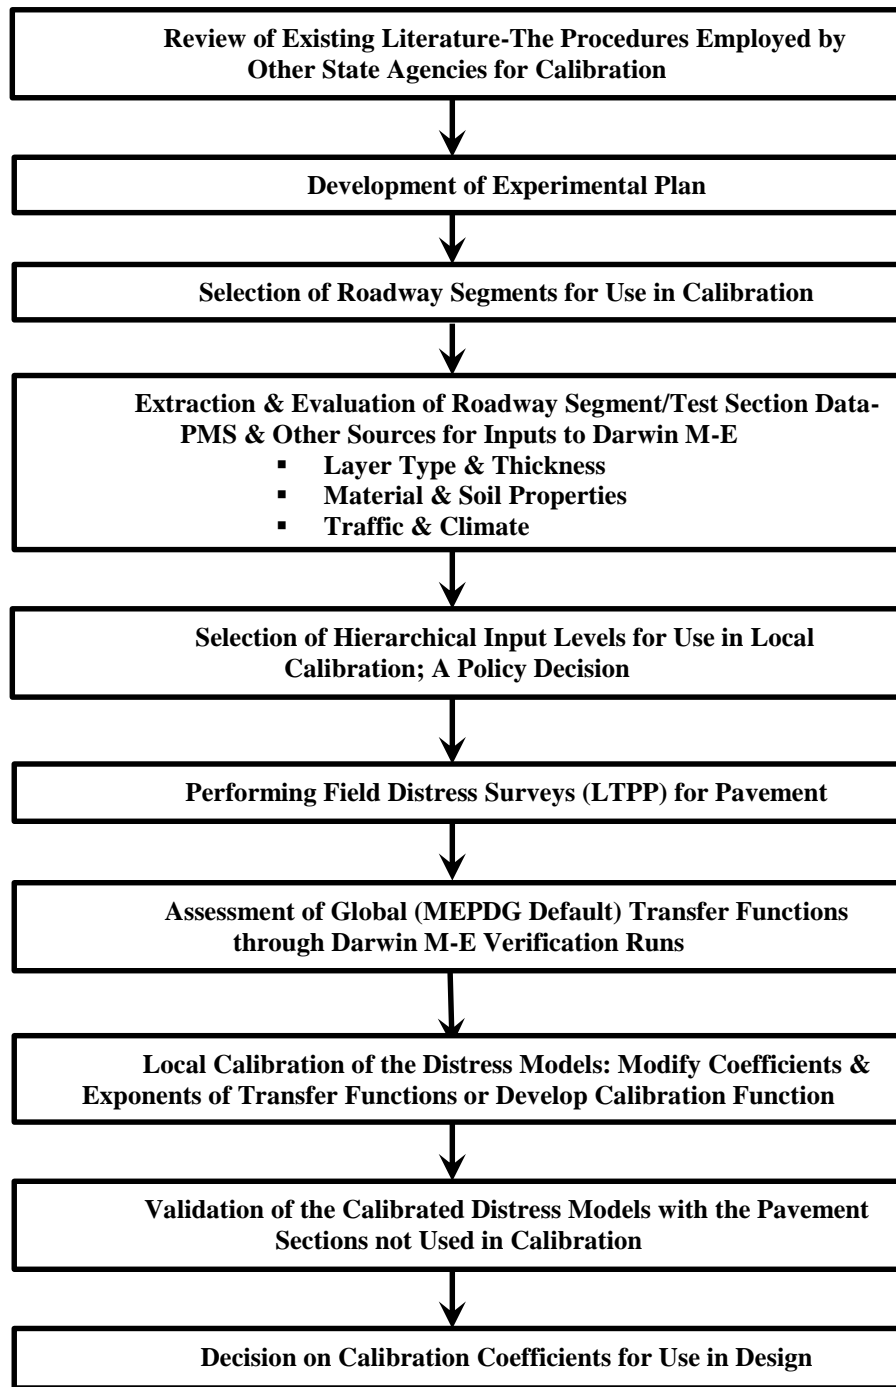 Review of Existing Literature-The Procedures Employed by
Other State Agencies for Calibration
Development of Experimental Plan
Selection of Roadway Segments for Use in Calibration
Extraction & Evaluation of Roadway Segment/Test Section Data-
PMS & Other Sources for Inputs to Darwin M-E
▪ Layer Type & Thickness
▪ Material & Soil Properties
▪ Traffic & Climate
Selection of Hierarchical Input Levels for Use in Local
Calibration; A Policy Decision
Performing Field Distress Surveys (LTPP) for Pavement
Assessment of Global (MEPDG Default) Transfer Functions
through Darwin M-E Verification Runs
Local Calibration of the Distress Models: Modify Coefficients &
Exponents of Transfer Functions or Develop Calibration Function
Validation of the Calibrated Distress Models with the Pavement
Sections not Used in Calibration
Decision on Calibration Coefficients for Use in Design